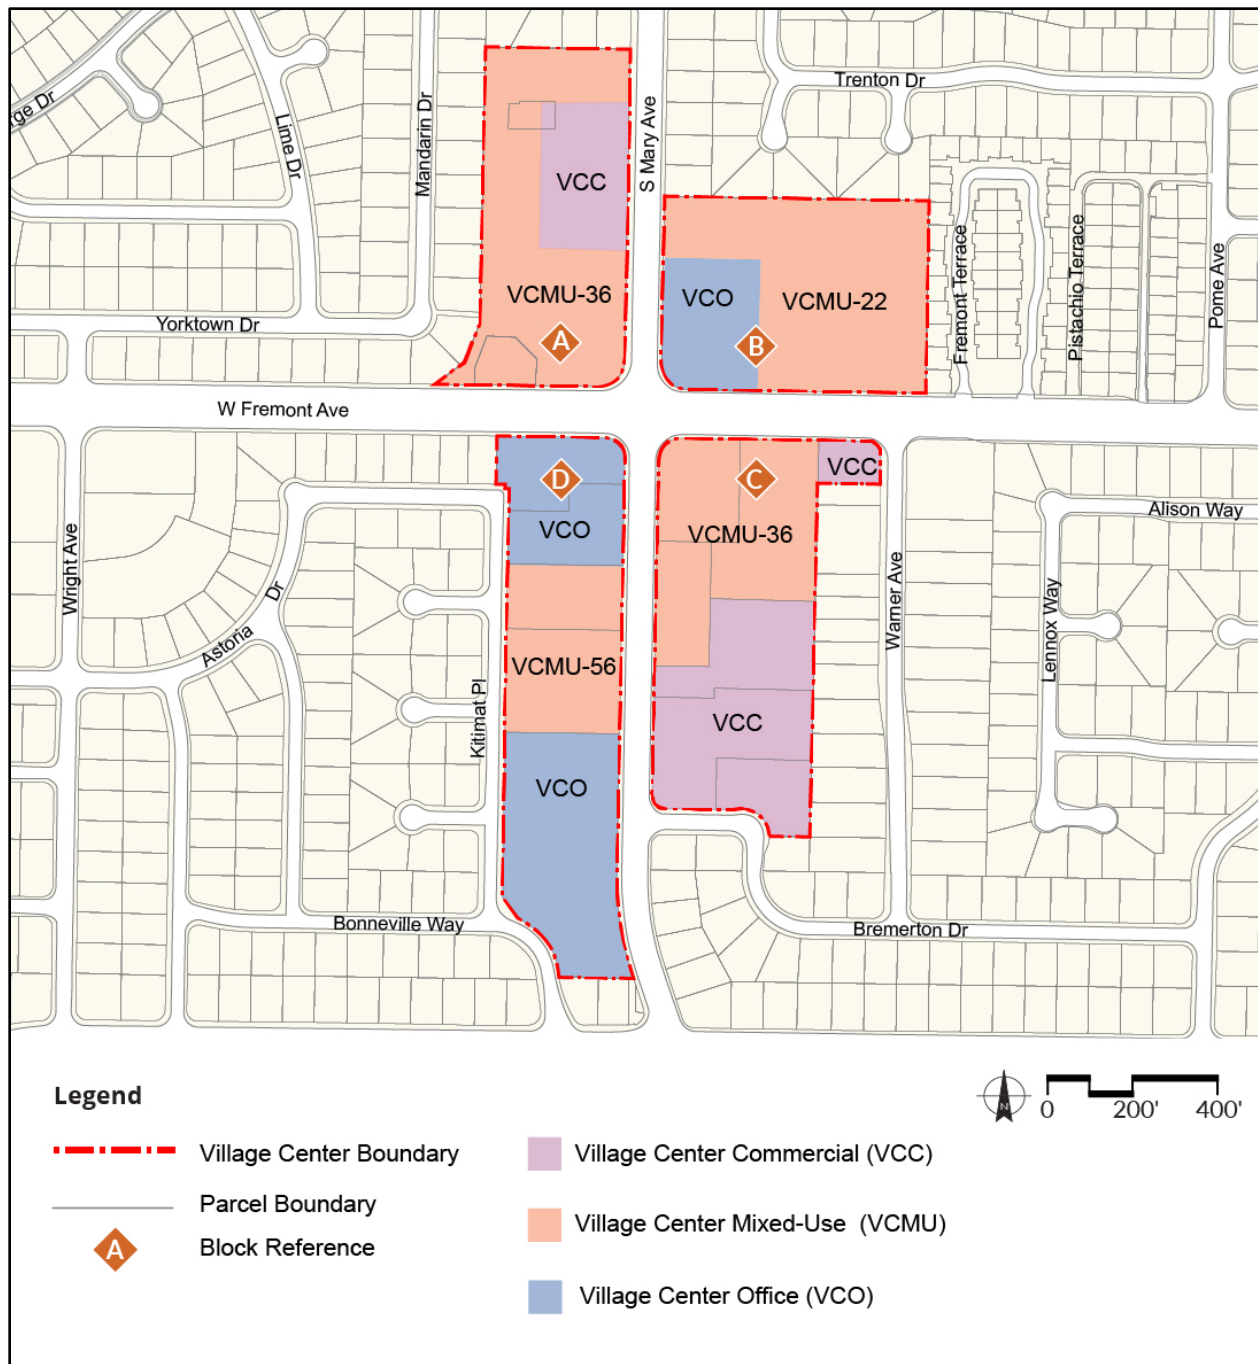 Trenton Dr
rge Dr
Lime Dr
Mandarin Dr
S Mary Ave
VCC
VCMU-36
A
VCO
VCMU-22
B
Fremont Terrace
Pistachio Terrace
Pome Ave
Yorktown Dr
W Fremont Ave
D
VCO
C
VCC
VCMU-36
Alison Way
Wright Ave
Astoria Dr
Kitimat Pl
VCMU-56
VCO
VCC
Warner Ave
Lennox Way
Bonneville Way
Bremerton Dr
Legend
N
0 200' 400'
Village Center Boundary
Parcel Boundary
A Block Reference
Village Center Commercial (VCC)
Village Center Mixed-Use (VCMU)
Village Center Office (VCO)